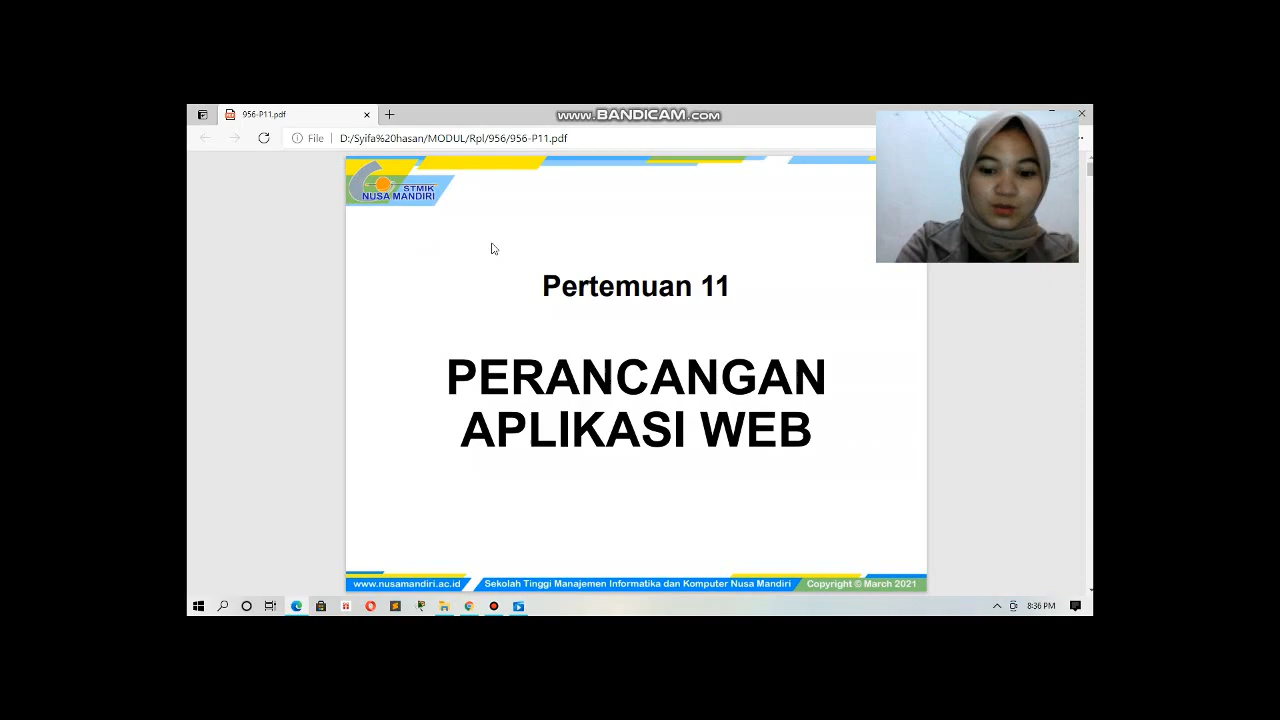 956-P11.pdf
www.BANDICAM.com
File
D:/Syifa%20hasan/MODUL/Rpl/956/956-P11.pdf
STMIK
NUSA MANDIRI
Pertemuan 11
PERANCANGAN
APLIKASI WEB
www.nusamandiri.ac.id
Sekolah Tinggi Manajemen Informatika dan Komputer Nusa Mandiri
Copyright © March 2021
8:36 PM